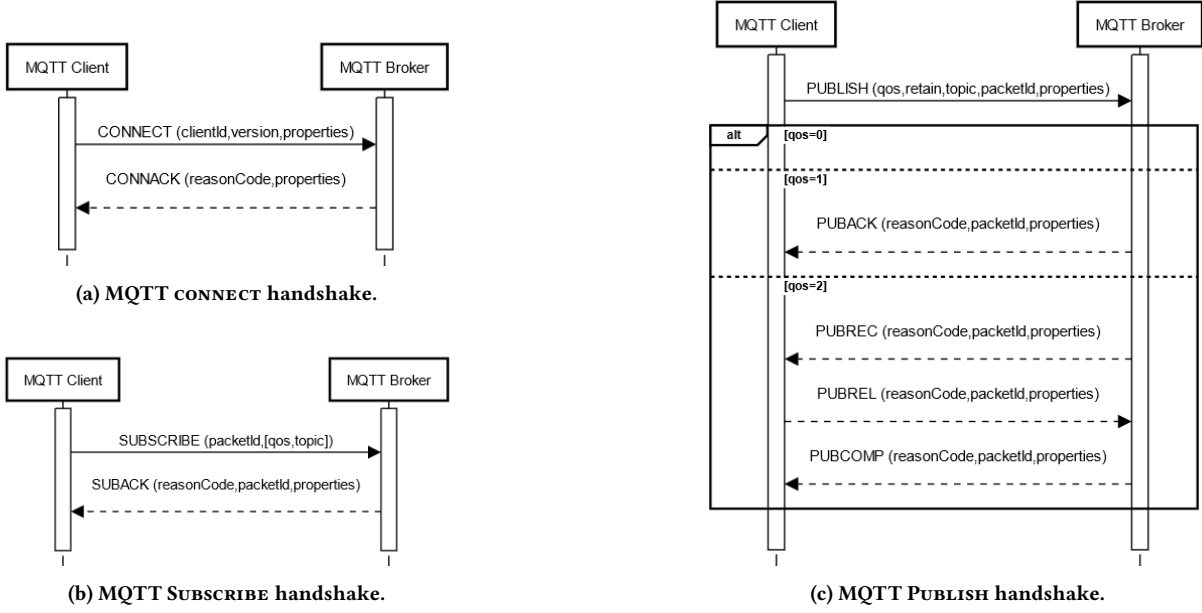 MQTT Client
MQTT Broker
CONNECT (clientId,version,properties)
CONNACK (reasonCode,properties)
(a) MQTT CONNECT handshake.
MQTT Client
MQTT Broker
SUBSCRIBE (packetId,[qos,topic])
SUBACK (reasonCode,packetId,properties)
(b) MQTT SUBSCRIBE handshake.
MQTT Client
MQTT Broker
PUBLISH (qos,retain,topic,packetId,properties)
alt
[qos=0]
[qos=1]
PUBACK (reasonCode,packetId,properties)
[qos=2]
PUBREC (reasonCode,packetId,properties)
PUBREL (reasonCode,packetId,properties)
PUBCOMP (reasonCode,packetId,properties)
(c) MQTT PUBLISH handshake.